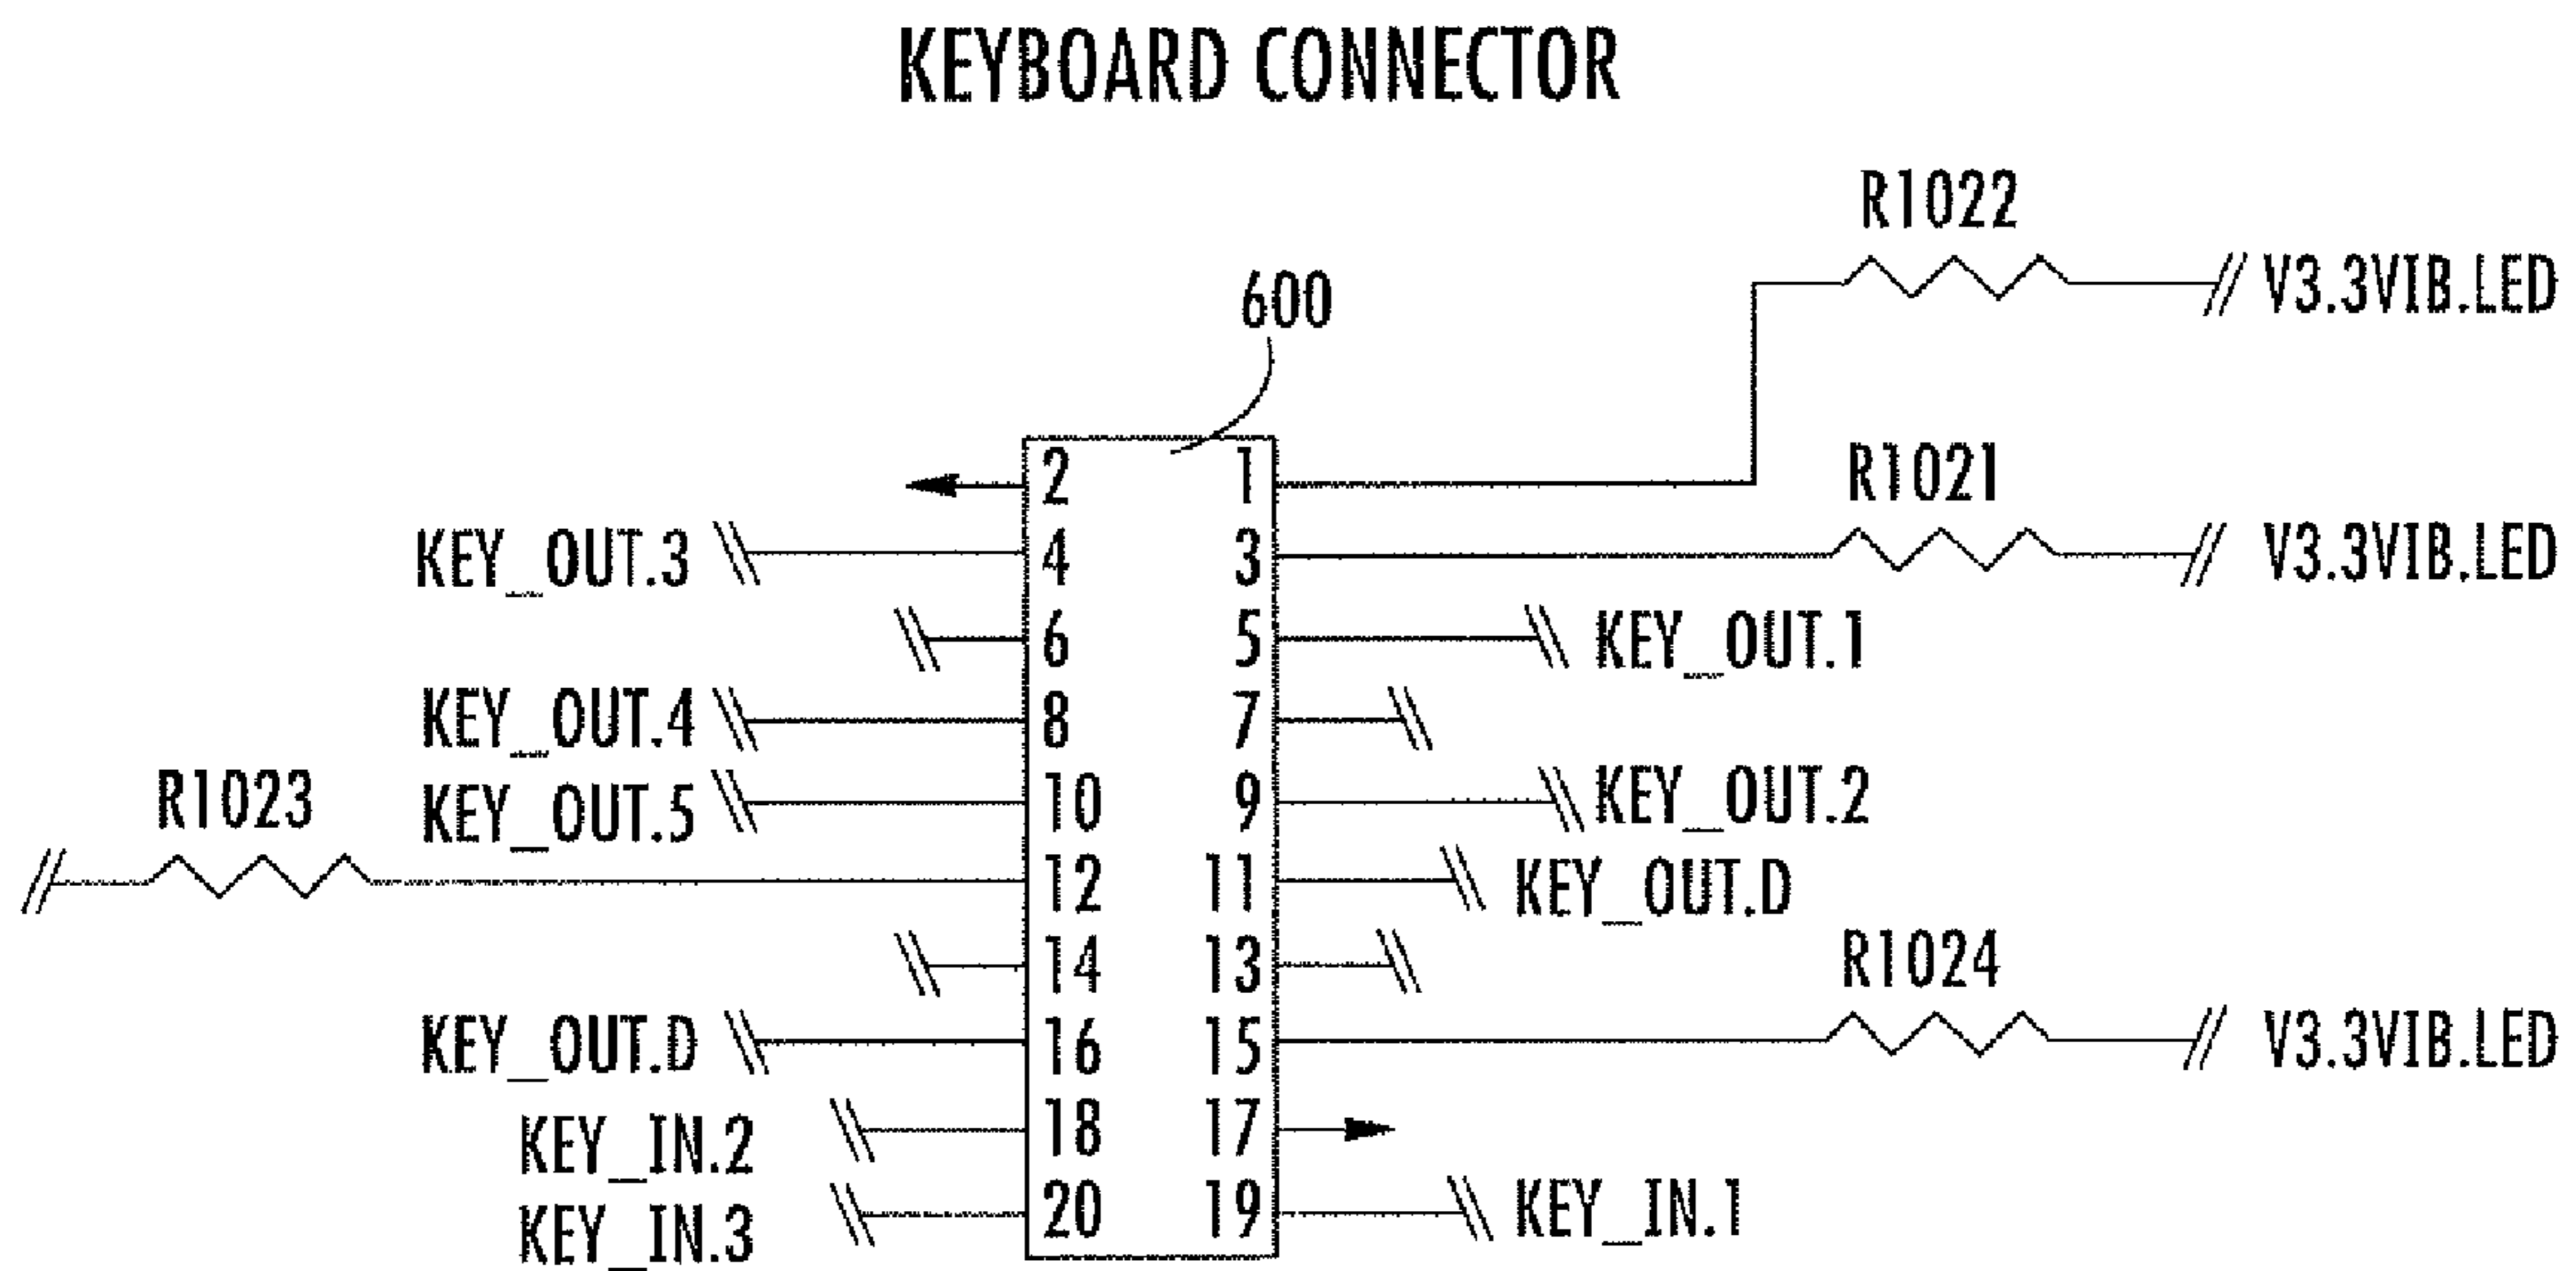 KEYBOARD CONNECTOR
R1022
V3.3VIB.LED
600
2 1
R1021
KEY_OUT.3 4 3 V3.3VIB.LED
6 5 KEY_OUT.1
KEY_OUT.4 8 7
R1023
KEY_OUT.5 10 9 KEY_OUT.2
12 11 KEY_OUT.D
14 13
R1024
KEY_OUT.D 16 15 V3.3VIB.LED
KEY_IN.2 18 17
KEY_IN.3 20 19 KEY_IN.1